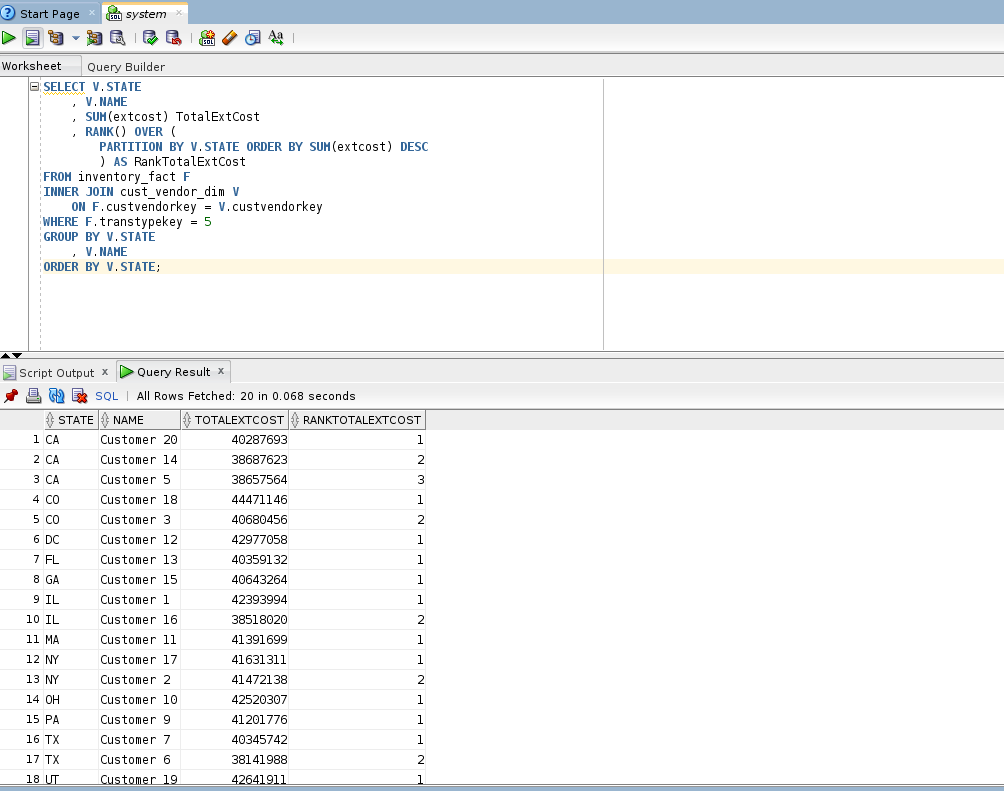 Start Page × system ×
Worksheet Query Builder
SELECT V.STATE
, V.NAME
, SUM(extcost) TotalExtCost
, RANK() OVER (
PARTITION BY V.STATE ORDER BY SUM(extcost) DESC
) AS RankTotalExtCost
FROM inventory_fact F
INNER JOIN cust_vendor_dim V
ON F.custvendorkey = V.custvendorkey
WHERE F.transtypekey = 5
GROUP BY V.STATE
, V.NAME
ORDER BY V.STATE;
Script Output × Query Result ×
SQL | All Rows Fetched: 20 in 0.068 seconds
STATE NAME TOTALEXTCOST RANKTOTALEXTCOST
1 CA Customer 20 40287693 1
2 CA Customer 14 38687623 2
3 CA Customer 5 38657564 3
4 CO Customer 18 44471146 1
5 CO Customer 3 40680456 2
6 DC Customer 12 42977058 1
7 FL Customer 13 40359132 1
8 GA Customer 15 40643264 1
9 IL Customer 1 42393994 1
10 IL Customer 16 38518020 2
11 MA Customer 11 41391699 1
12 NY Customer 17 41631311 1
13 NY Customer 2 41472138 2
14 OH Customer 10 42520307 1
15 PA Customer 9 41201776 1
16 TX Customer 7 40345742 1
17 TX Customer 6 38141988 2
18 UT Customer 19 42641911 1